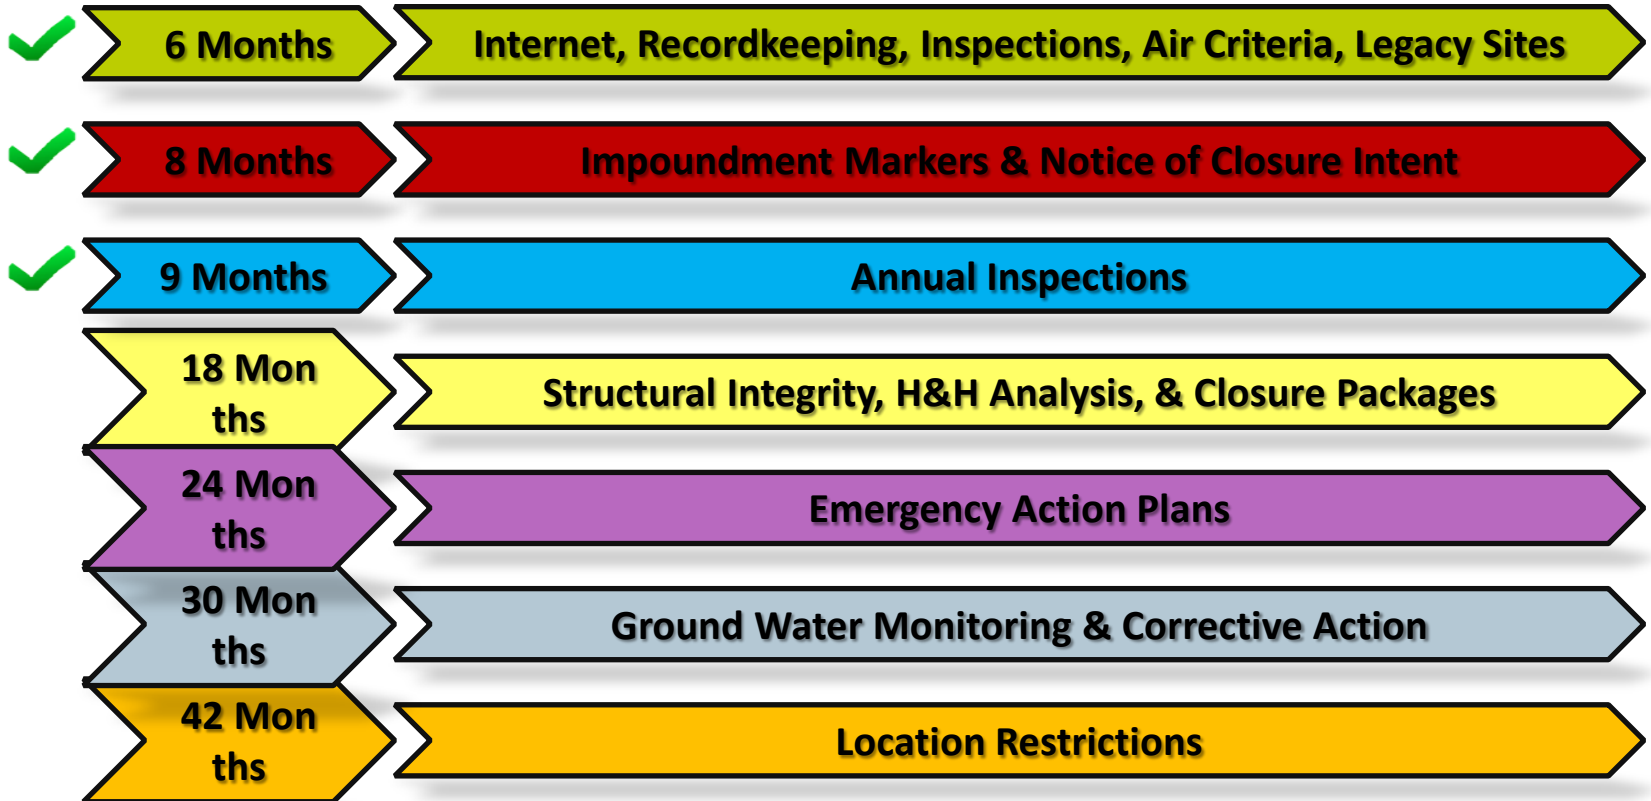 6 Months
Internet, Recordkeeping, Inspections, Air Criteria, Legacy Sites
8 Months
Impoundment Markers & Notice of Closure Intent
9 Months
Annual Inspections
18 Mon
ths
Structural Integrity, H&H Analysis, & Closure Packages
24 Mon
ths
Emergency Action Plans
30 Mon
ths
Ground Water Monitoring & Corrective Action
42 Mon
ths
Location Restrictions